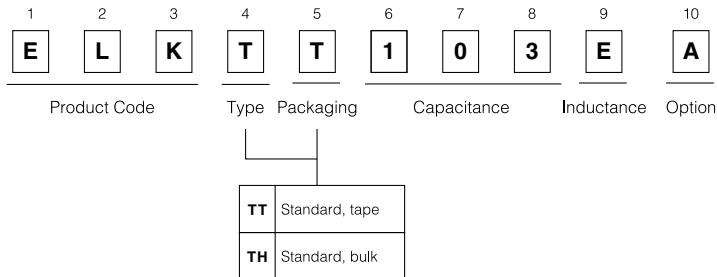 1 2 3 4 5 6 7 8 9 10
E L K T T 1 0 3 E A
Product Code Type Packaging Capacitance Inductance Option
TT Standard, tape
TH Standard, bulk